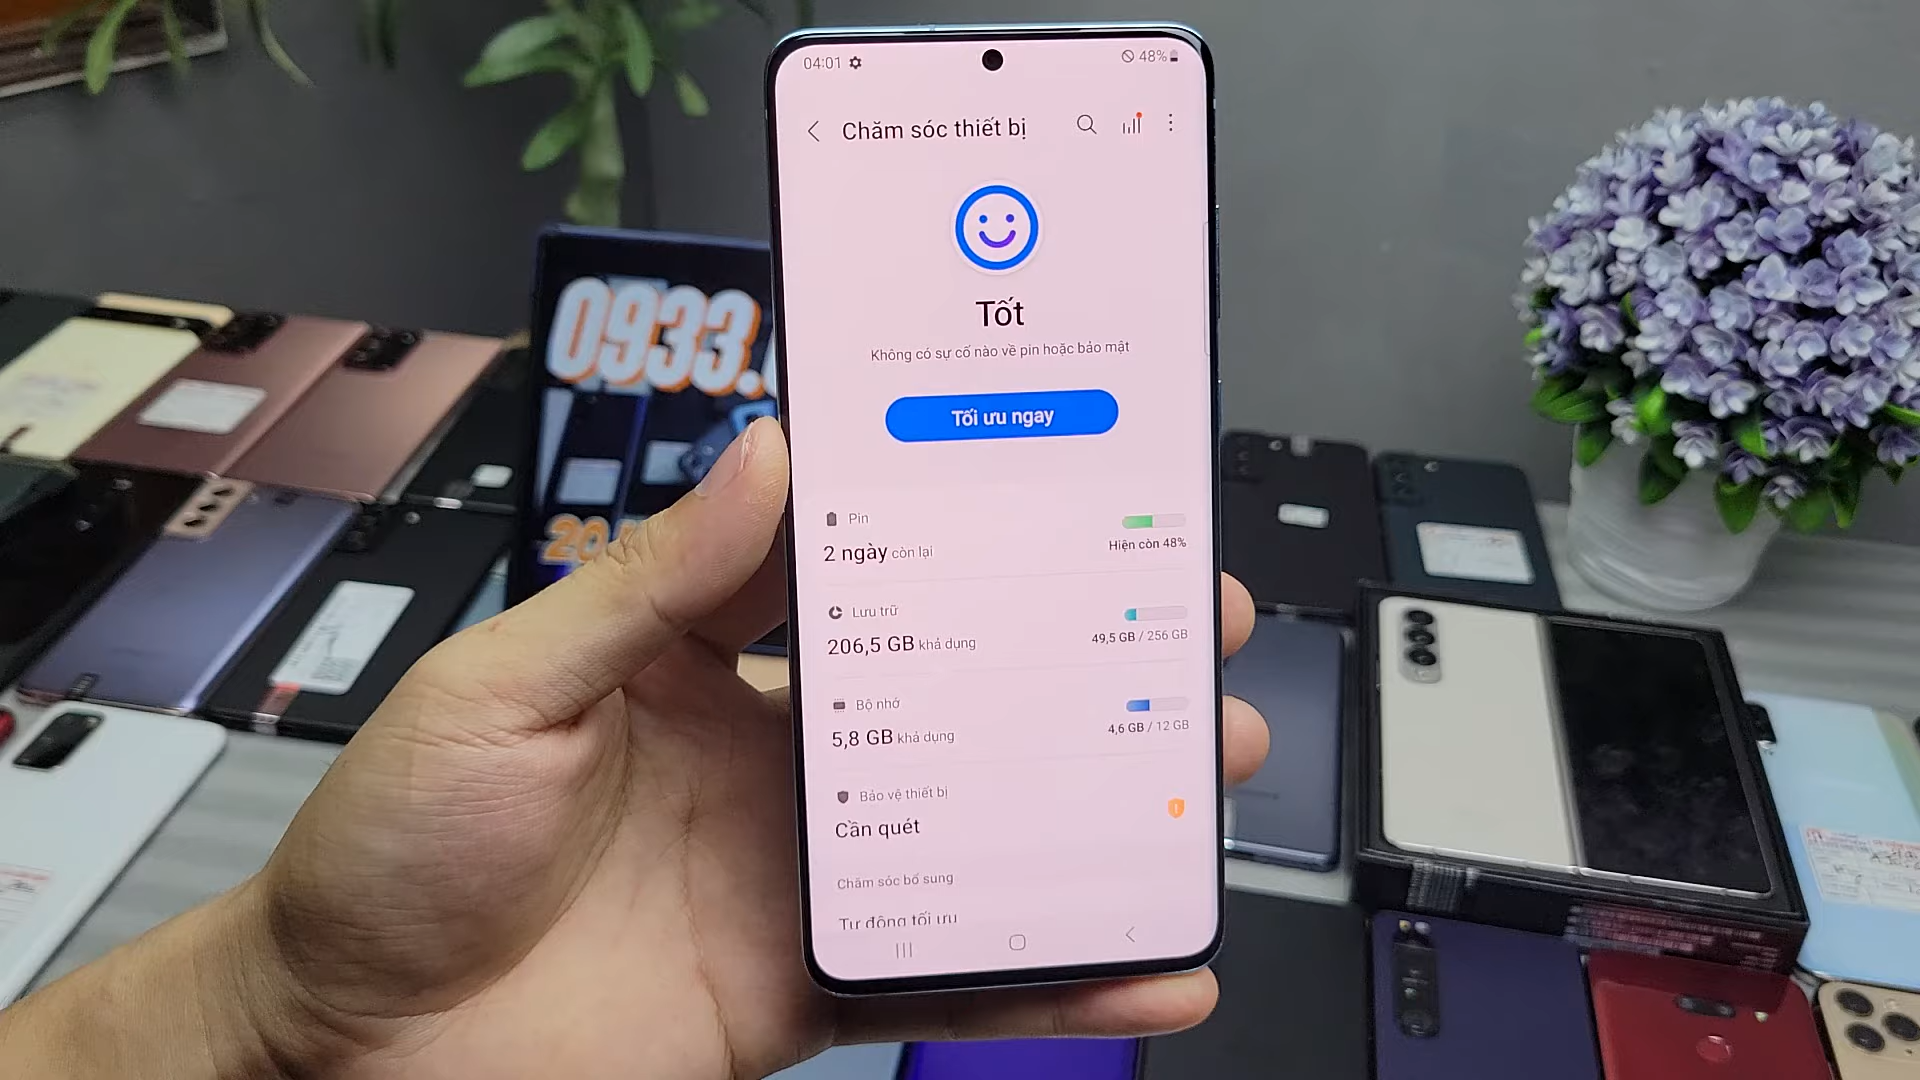 04:01
48%
Chăm sóc thiết bị
Tốt
Không có sự cố nào về pin hoặc bảo mật
Tối ưu ngay
Pin
2 ngày còn lại
Hiện còn 48%
Lưu trữ
206,5 GB khả dụng
49,5 GB / 256 GB
Bộ nhớ
5,8 GB khả dụng
4,6 GB / 12 GB
Bảo vệ thiết bị
Cần quét
Chăm sóc bổ sung
Tự động tối ưu
0933.
20